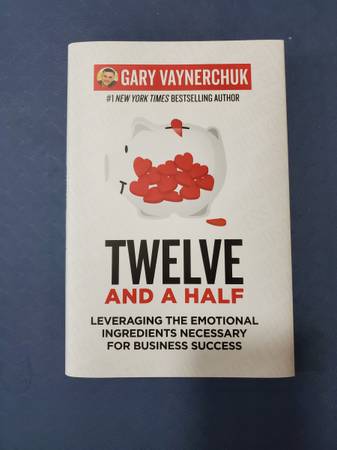 GARY VAYNERCHUK
#1 NEW YORK TIMES BESTSELLING AUTHOR
TWELVE
AND A HALF
LEVERAGING THE EMOTIONAL
INGREDIENTS NECESSARY
FOR BUSINESS SUCCESS